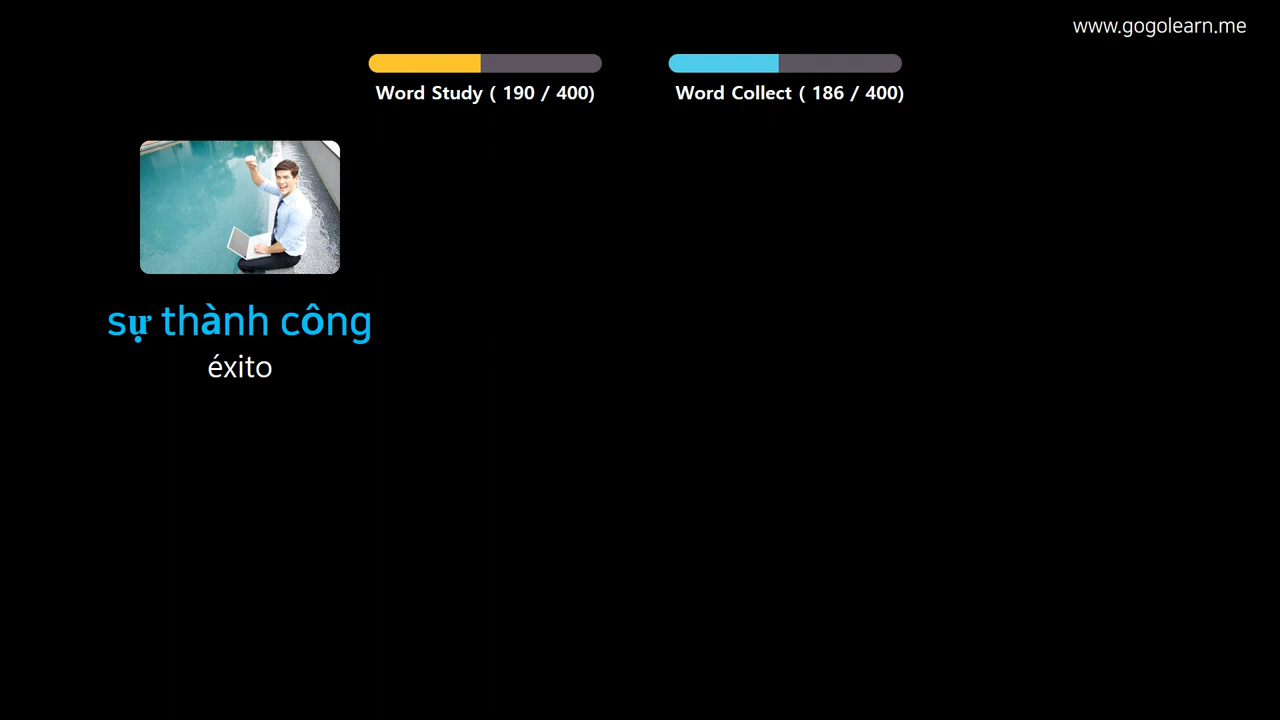 www.gogolearn.me
Word Study ( 190 / 400)
Word Collect ( 186 / 400)
sự thành công
éxito